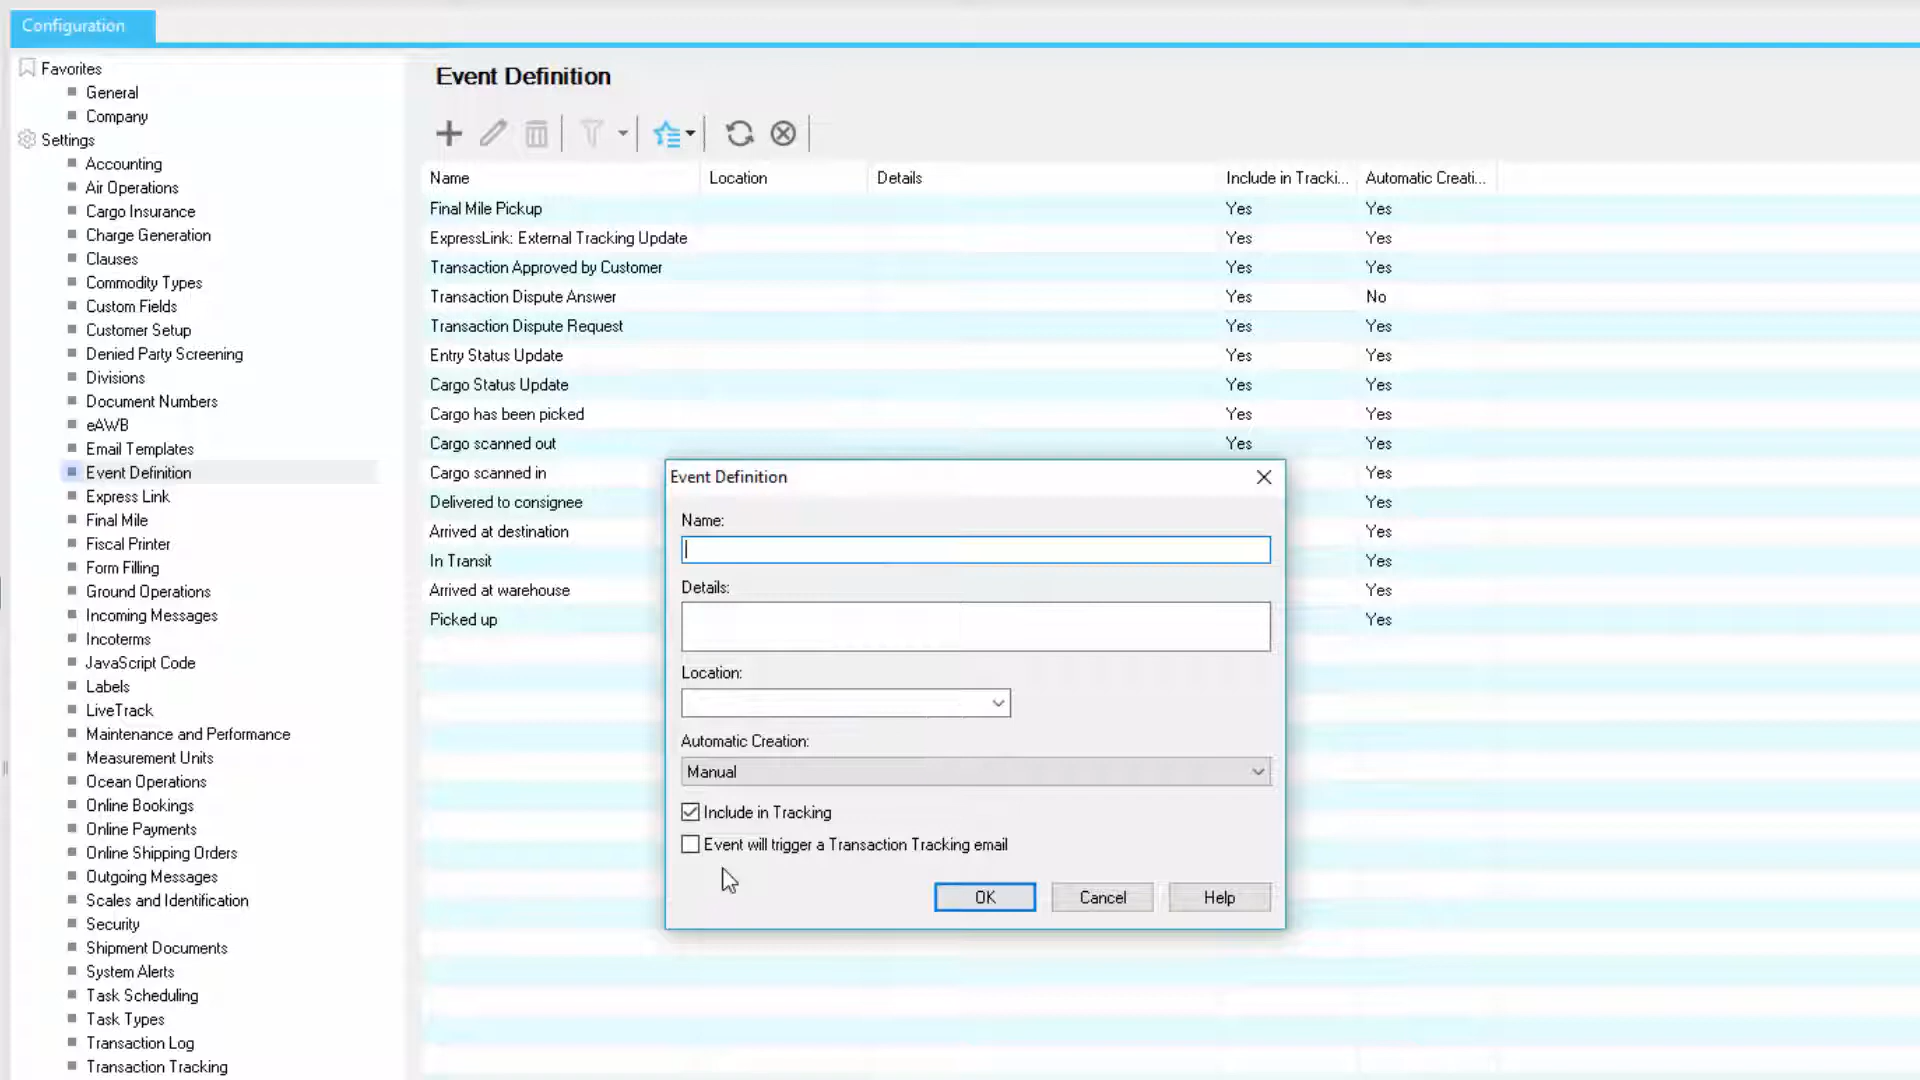 Configuration
Favorites
General
Company
Settings
Accounting
Air Operations
Cargo Insurance
Charge Generation
Clauses
Commodity Types
Custom Fields
Customer Setup
Denied Party Screening
Divisions
Document Numbers
eAWB
Email Templates
Event Definition
Express Link
Final Mile
Fiscal Printer
Form Filling
Ground Operations
Incoming Messages
Incoterms
JavaScript Code
Labels
LiveTrack
Maintenance and Performance
Measurement Units
Ocean Operations
Online Bookings
Online Payments
Online Shipping Orders
Outgoing Messages
Scales and Identification
Security
Shipment Documents
System Alerts
Task Scheduling
Task Types
Transaction Log
Transaction Tracking
Event Definition
Name Location Details Include in Tracki... Automatic Creati...
Final Mile Pickup Yes Yes
ExpressLink: External Tracking Update Yes Yes
Transaction Approved by Customer Yes Yes
Transaction Dispute Answer Yes No
Transaction Dispute Request Yes Yes
Entry Status Update Yes Yes
Cargo Status Update Yes Yes
Cargo has been picked Yes Yes
Cargo scanned out Yes Yes
Cargo scanned in Yes
Delivered to consignee Yes
Arrived at destination Yes
In Transit Yes
Arrived at warehouse Yes
Picked up Yes
Event Definition
Name:
Details:
Location:
Automatic Creation:
Manual
Include in Tracking
Event will trigger a Transaction Tracking email
OK Cancel Help